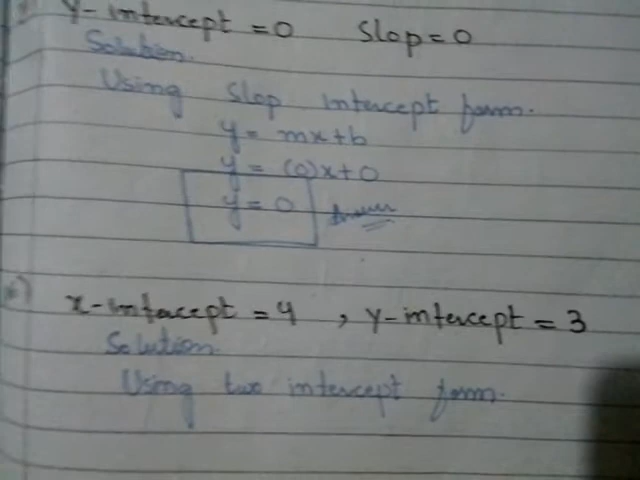 Y-intercept = 0 Slop = 0
Solution.
Using Slop intercept form.
y = mx + b
y = (0)x + 0
y = 0 Answer
x-intercept = 4 , y-intercept = 3
Solution.
Using two intercept form.